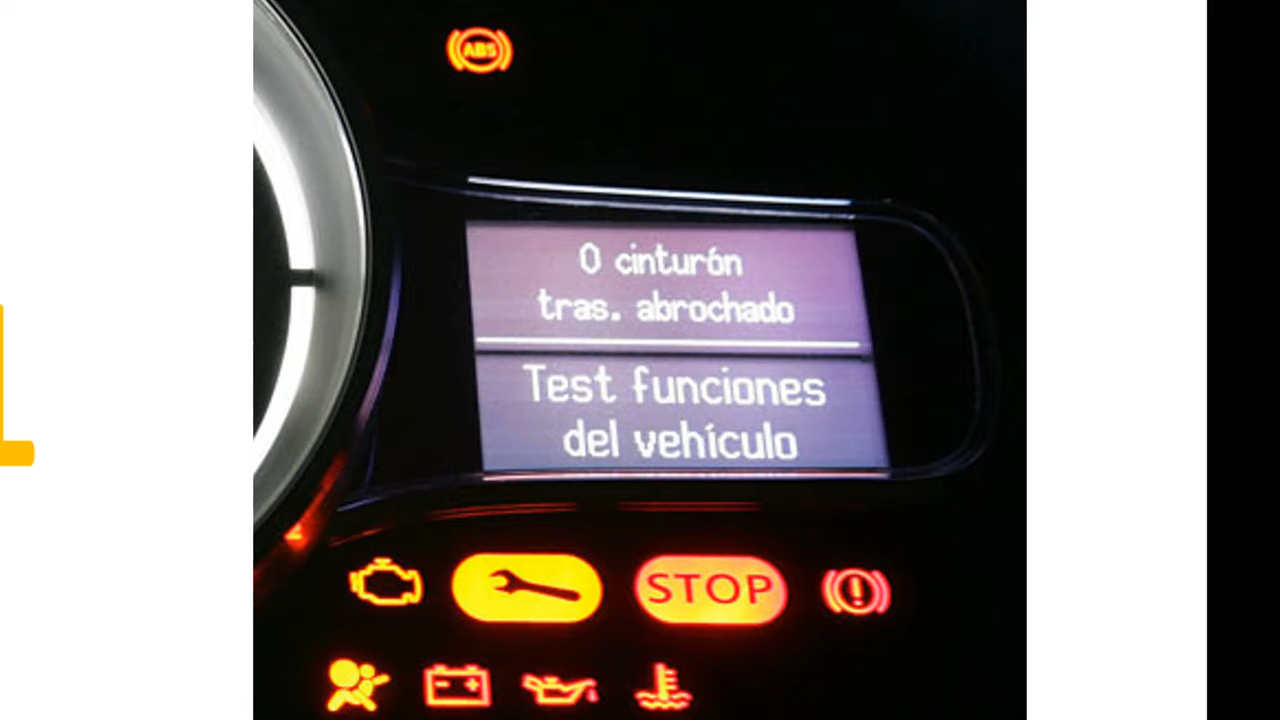 ABS
0 cinturón
tras. abrochado
Test funciones
del vehículo
STOP